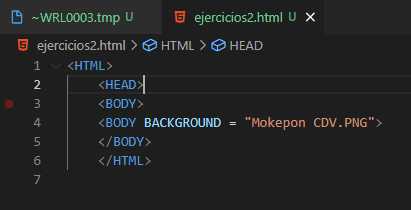 ~WRL0003.tmp U ejercicios2.html U
ejercicios2.html > HTML > HEAD
1 <HTML>
2 <HEAD>
3 <BODY>
4 <BODY BACKGROUND = "Mokepon CDV.PNG">
5 </BODY>
6 </HTML>
7